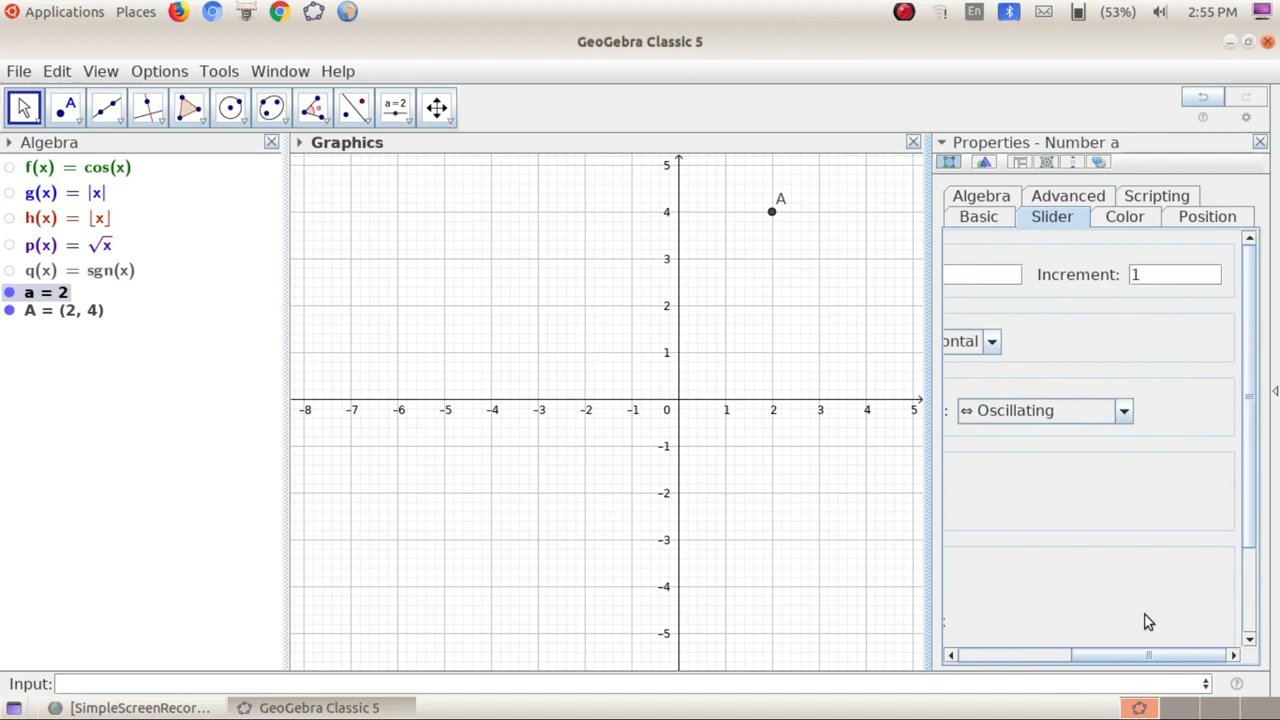 Applications Places En (53%) 2:55 PM
GeoGebra Classic 5
File Edit View Options Tools Window Help
A a=2
Algebra
Graphics
Properties - Number a
f(x) = cos(x)
g(x) = |x|
h(x) = ⌊x⌋
p(x) = √x
q(x) = sgn(x)
a = 2
A = (2, 4)
A
5
4
3
2
1
–8 –7 –6 –5 –4 –3 –2 –1 0 1 2 3 4 5
–1
–2
–3
–4
–5
Algebra Advanced Scripting
Basic Slider Color Position
Increment: 1
ontal
: ⇔ Oscillating
:
Input:
[SimpleScreenRecor... GeoGebra Classic 5